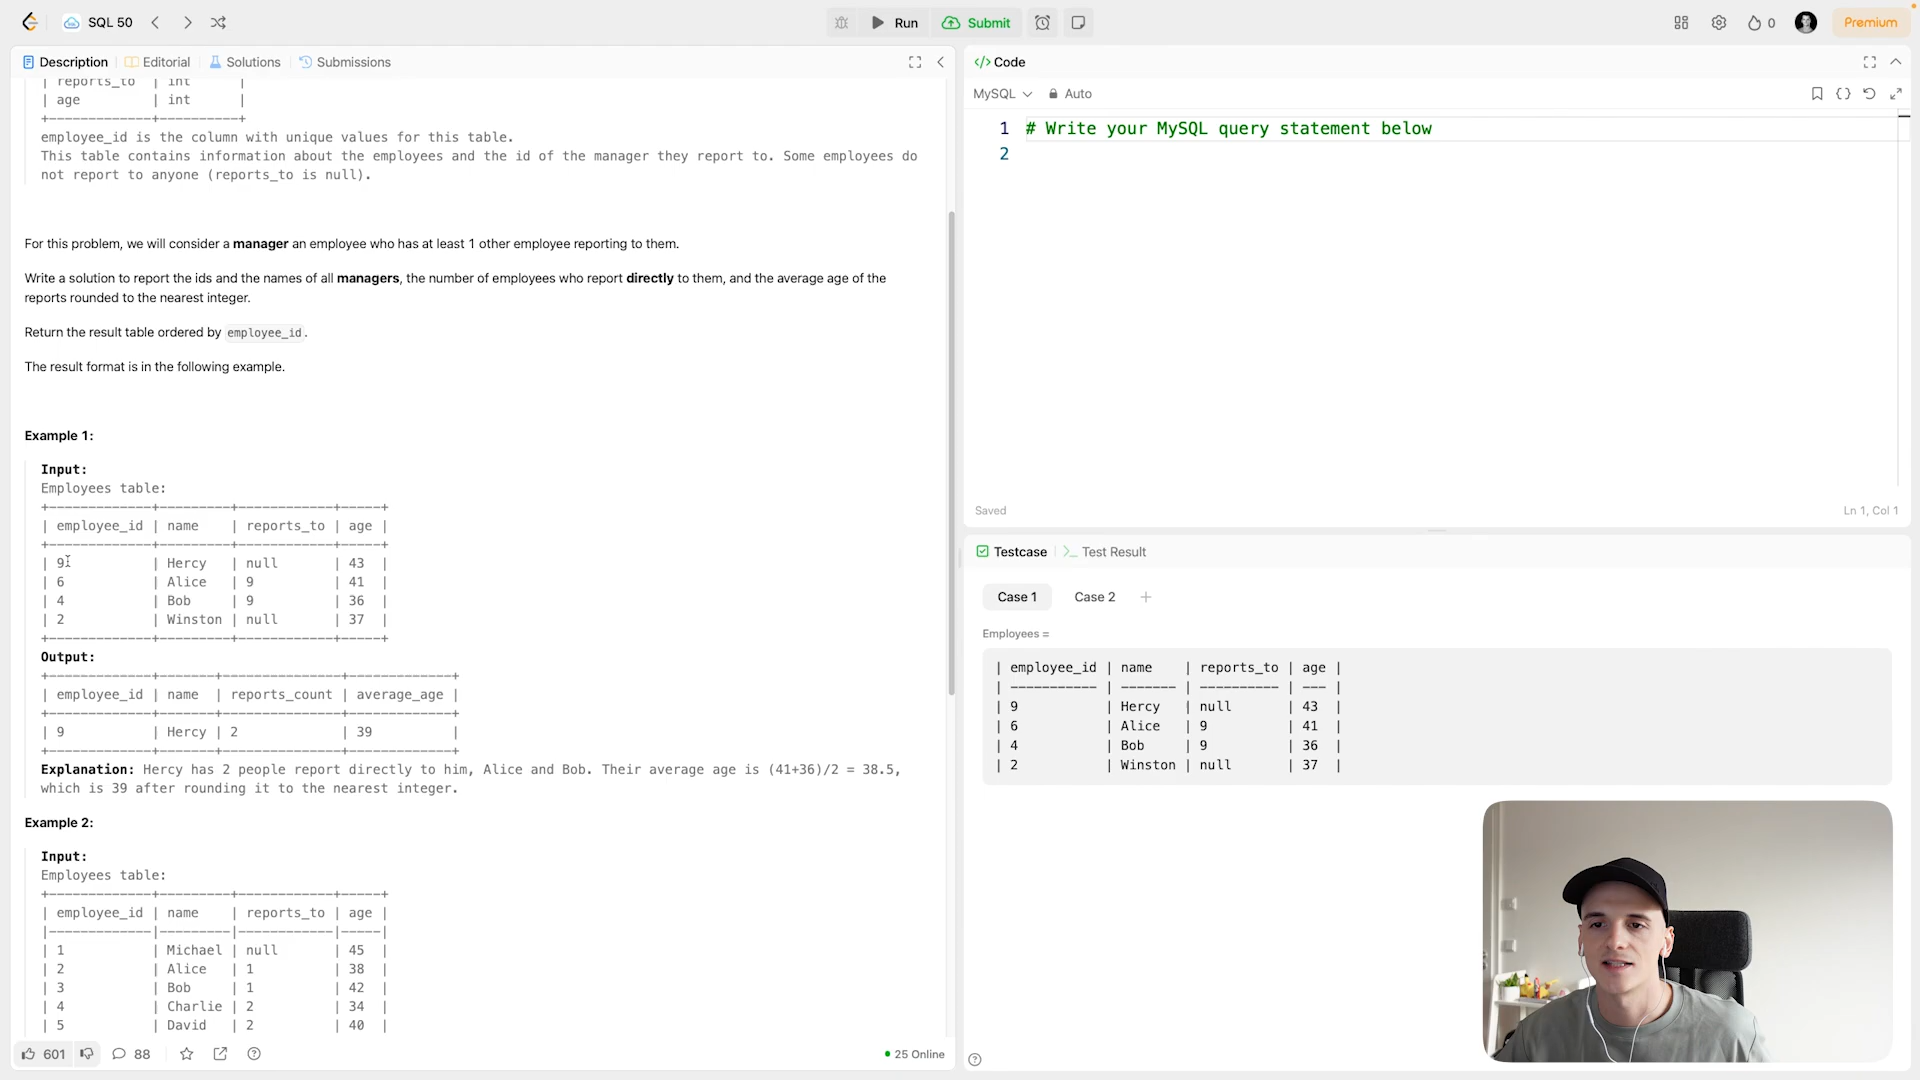 SQL 50
Run
Submit
0
Premium
Description
Editorial
Solutions
Submissions
| reports_to | int |
| age | int |
+-------------+----------+
employee_id is the column with unique values for this table.
This table contains information about the employees and the id of the manager they report to. Some employees do
not report to anyone (reports_to is null).
For this problem, we will consider a manager an employee who has at least 1 other employee reporting to them.
Write a solution to report the ids and the names of all managers, the number of employees who report directly to them, and the average age of the
reports rounded to the nearest integer.
Return the result table ordered by employee_id.
The result format is in the following example.
Example 1:
Input:
Employees table:
+-------------+---------+------------+-----+
| employee_id | name | reports_to | age |
+-------------+---------+------------+-----+
| 9 | Hercy | null | 43 |
| 6 | Alice | 9 | 41 |
| 4 | Bob | 9 | 36 |
| 2 | Winston | null | 37 |
+-------------+---------+------------+-----+
Output:
+-------------+-------+---------------+-------------+
| employee_id | name | reports_count | average_age |
+-------------+-------+---------------+-------------+
| 9 | Hercy | 2 | 39 |
+-------------+-------+---------------+-------------+
Explanation: Hercy has 2 people report directly to him, Alice and Bob. Their average age is (41+36)/2 = 38.5,
which is 39 after rounding it to the nearest integer.
Example 2:
Input:
Employees table:
+-------------+---------+------------+-----+
| employee_id | name | reports_to | age |
|-------------|---------|------------|-----|
| 1 | Michael | null | 45 |
| 2 | Alice | 1 | 38 |
| 3 | Bob | 1 | 42 |
| 4 | Charlie | 2 | 34 |
| 5 | David | 2 | 40 |
601
88
25 Online
</> Code
MySQL
Auto
1 # Write your MySQL query statement below
2
Saved
Ln 1, Col 1
Testcase
>_ Test Result
Case 1
Case 2
+
Employees =
| employee_id | name | reports_to | age |
| ----------- | ------- | ---------- | --- |
| 9 | Hercy | null | 43 |
| 6 | Alice | 9 | 41 |
| 4 | Bob | 9 | 36 |
| 2 | Winston | null | 37 |